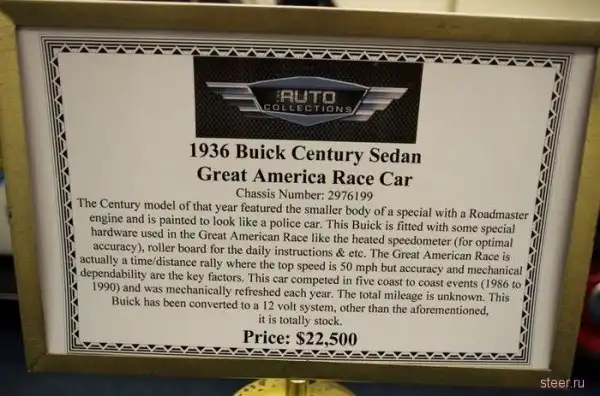 THE AUTO
COLLECTIONS
1936 Buick Century Sedan
Great America Race Car
Chassis Number: 2976199
The Century model of that year featured the smaller body of a special with a Roadmaster
engine and is painted to look like a police car. This Buick is fitted with some special
hardware used in the Great American Race like the heated speedometer (for optimal
accuracy), roller board for the daily instructions & etc. The Great American Race is
actually a time/distance rally where the top speed is 50 mph but accuracy and mechanical
dependability are the key factors. This car competed in five coast to coast events (1986 to
1990) and was mechanically refreshed each year. The total mileage is unknown. This
Buick has been converted to a 12 volt system, other than the aforementioned,
it is totally stock.
Price: $22,500
steer.ru